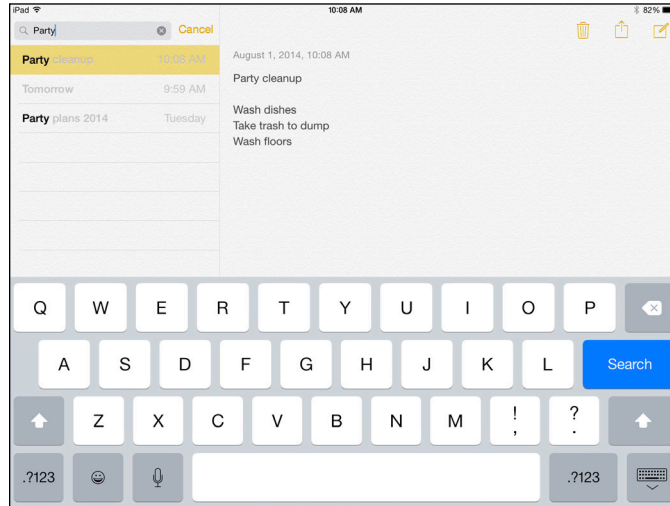 iPad 10:08 AM 82%
Party Cancel
Party cleanup 10:08 AM
Tomorrow 9:59 AM
Party plans 2014 Tuesday
August 1, 2014, 10:08 AM
Party cleanup
Wash dishes
Take trash to dump
Wash floors
Q W E R T Y U I O P
A S D F G H J K L Search
Z X C V B N M ! , ? .
.?123 .?123